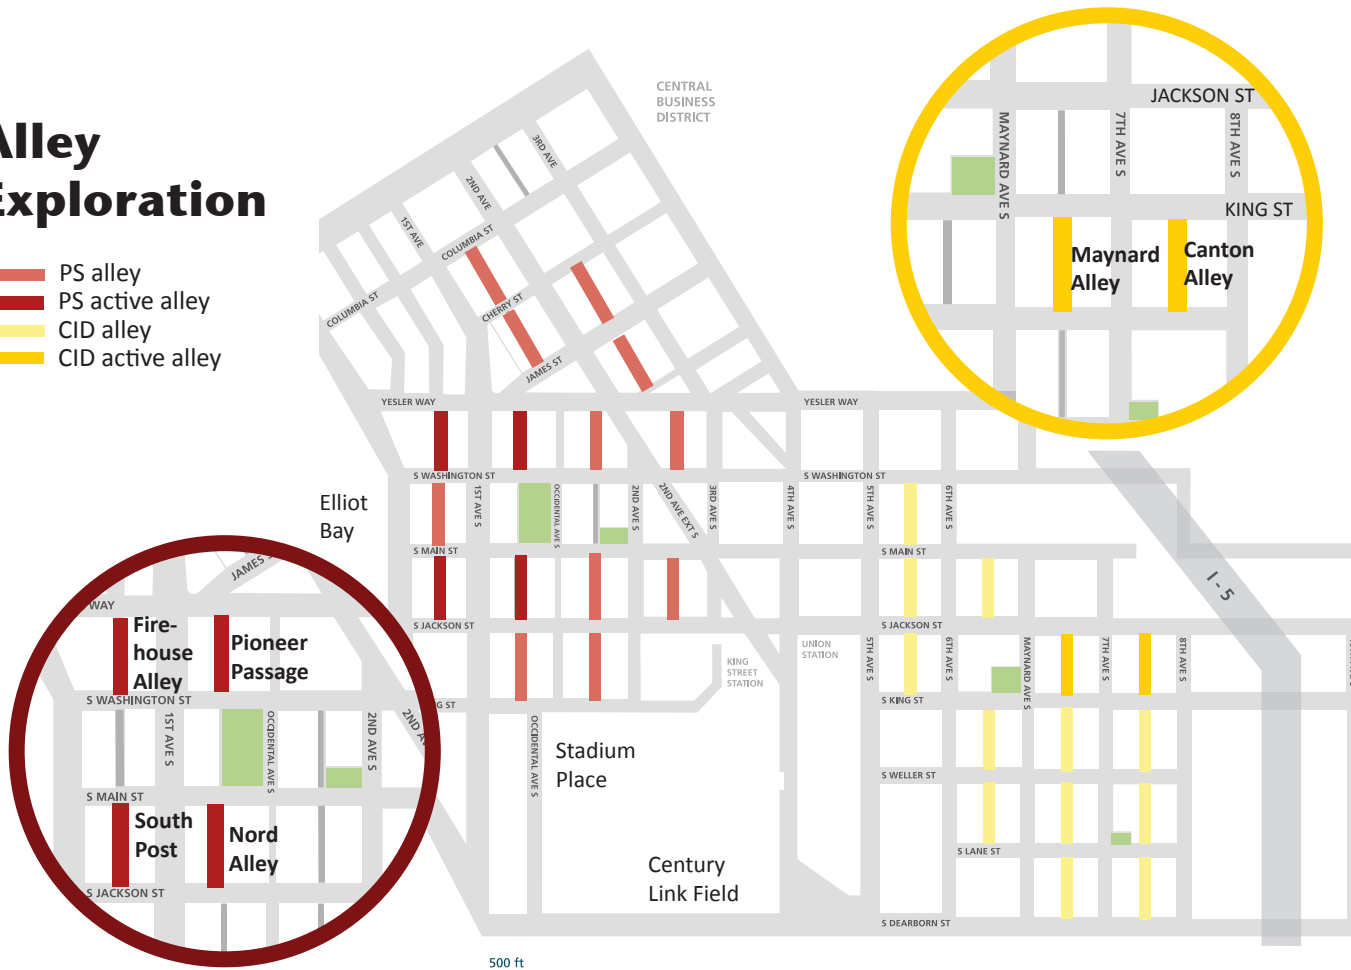 Alley
Exploration
PS alley
PS active alley
CID alley
CID active alley
CENTRAL
BUSINESS
DISTRICT
3RD AVE
2ND AVE
1ST AVE
COLUMBIA ST
COLUMBIA ST
CHERRY ST
JAMES ST
YESLER WAY
YESLER WAY
S WASHINGTON ST
S WASHINGTON ST
1ST AVE S
OCCIDENTAL AVE S
2ND AVE S
2ND AVE EXT S
3RD AVE S
4TH AVE S
5TH AVE S
6TH AVE S
Elliot
Bay
S MAIN ST
S MAIN ST
I - 5
S JACKSON ST
S JACKSON ST
UNION
STATION
KING
STREET
STATION
5TH AVE S
6TH AVE S
MAYNARD AVE S
7TH AVE S
8TH AVE S
G ST
S KING ST
OCCIDENTAL AVE S
Stadium
Place
S WELLER ST
Century
Link Field
S LANE ST
S DEARBORN ST
500 ft
JACKSON ST
MAYNARD AVE S
7TH AVE S
8TH AVE S
KING ST
Maynard
Alley
Canton
Alley
JAMES S
WAY
Fire-
house
Alley
Pioneer
Passage
S WASHINGTON ST
1ST AVE S
OCCIDENTAL AVE S
2ND AVE S
2ND AV
S MAIN ST
South
Post
Nord
Alley
S JACKSON ST